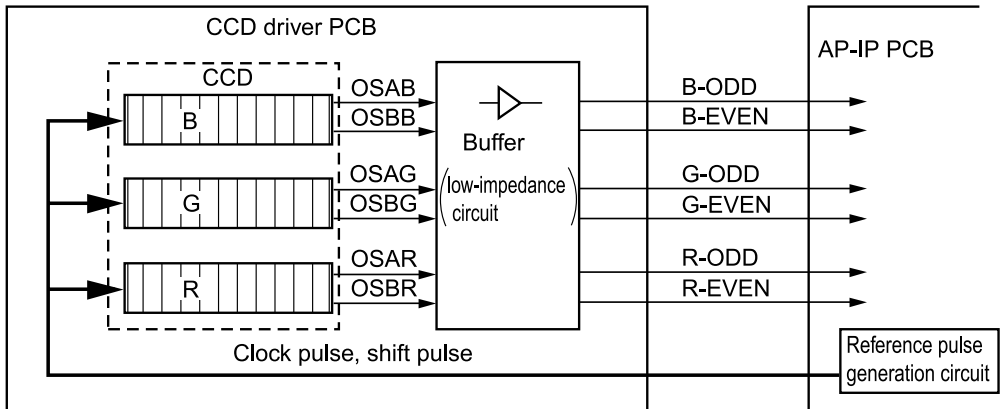 CCD driver PCB
AP-IP PCB
CCD
B
G
R
OSAB
OSBB
OSAG
OSBG
OSAR
OSBR
Buffer
(low-impedance
circuit)
B-ODD
B-EVEN
G-ODD
G-EVEN
R-ODD
R-EVEN
Clock pulse, shift pulse
Reference pulse
generation circuit